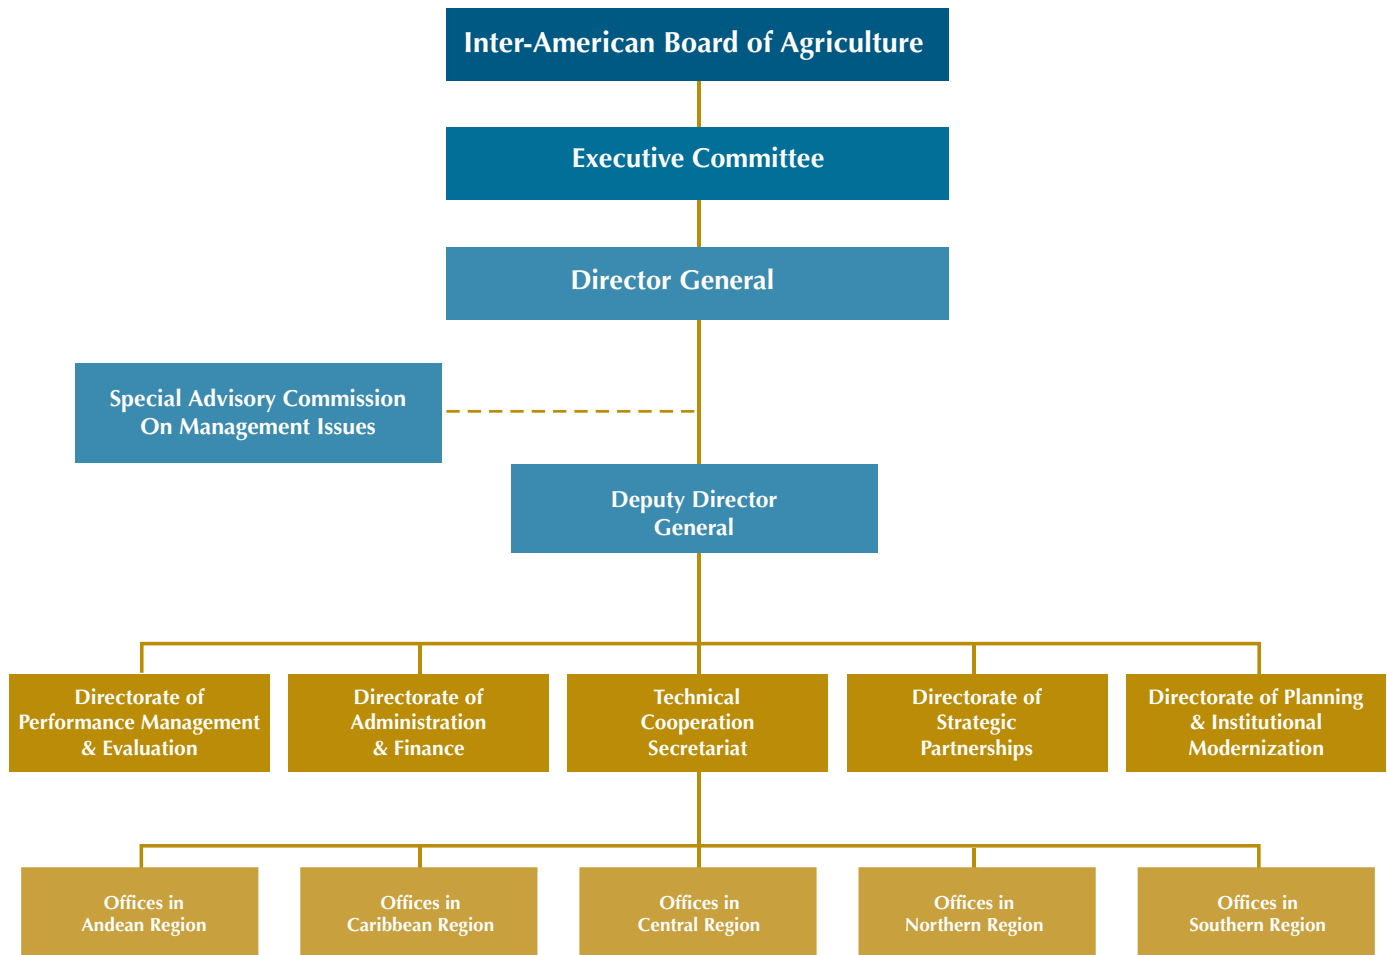 Inter-American Board of Agriculture
Executive Committee
Director General
Special Advisory Commission
On Management Issues
Deputy Director
General
Directorate of
Performance Management
& Evaluation
Directorate of
Administration
& Finance
Technical
Cooperation
Secretariat
Directorate of
Strategic
Partnerships
Directorate of Planning
& Institutional
Modernization
Offices in
Andean Region
Offices in
Caribbean Region
Offices in
Central Region
Offices in
Northern Region
Offices in
Southern Region